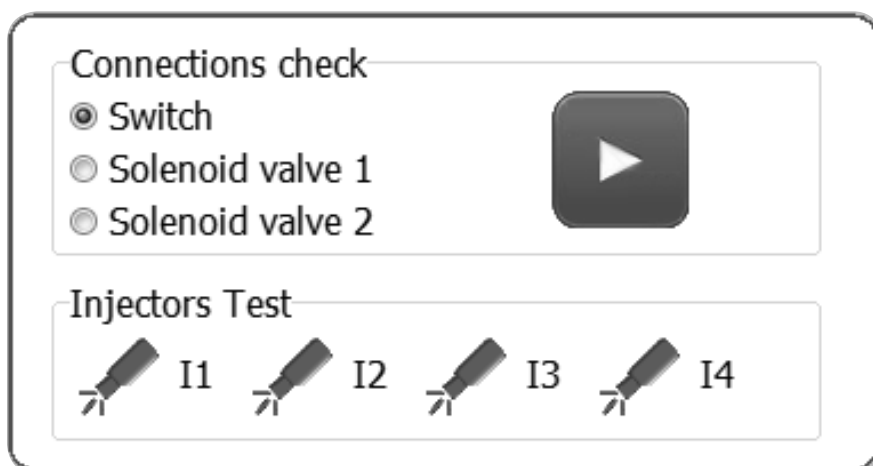 Connections check
Switch
Solenoid valve 1
Solenoid valve 2
Injectors Test
I1 I2 I3 I4